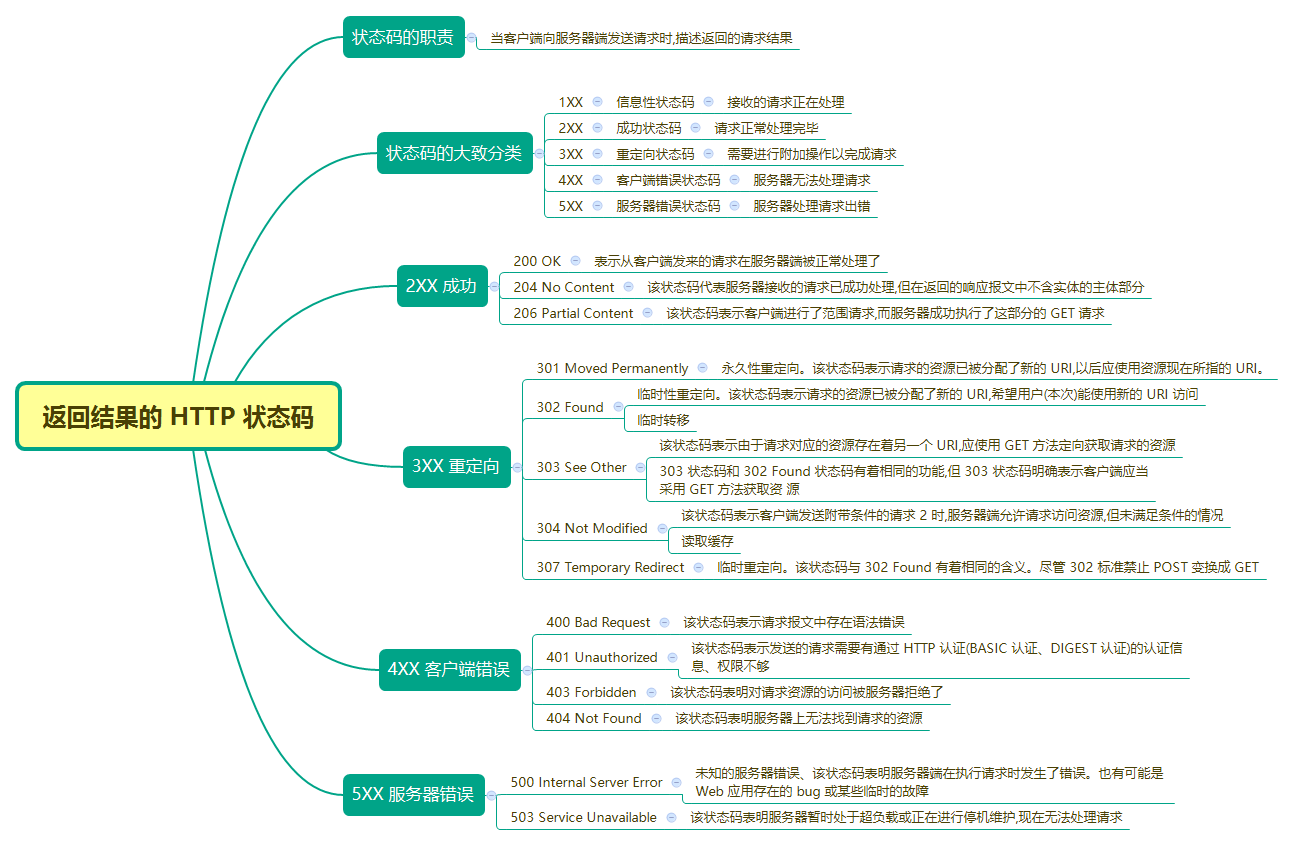 状态码的职责
当客户端向服务器端发送请求时,描述返回的请求结果
状态码的大致分类
1XX 信息性状态码 接收的请求正在处理
2XX 成功状态码 请求正常处理完毕
3XX 重定向状态码 需要进行附加操作以完成请求
4XX 客户端错误状态码 服务器无法处理请求
5XX 服务器错误状态码 服务器处理请求出错
2XX 成功
200 OK 表示从客户端发来的请求在服务器端被正常处理了
204 No Content 该状态码代表服务器接收的请求已成功处理,但在返回的响应报文中不含实体的主体部分
206 Partial Content 该状态码表示客户端进行了范围请求,而服务器成功执行了这部分的 GET 请求
返回结果的 HTTP 状态码
3XX 重定向
301 Moved Permanently 永久性重定向。该状态码表示请求的资源已被分配了新的 URI,以后应使用资源现在所指的 URI。
302 Found
临时性重定向。该状态码表示请求的资源已被分配了新的 URI,希望用户(本次)能使用新的 URI 访问
临时转移
303 See Other
该状态码表示由于请求对应的资源存在着另一个 URI,应使用 GET 方法定向获取请求的资源
303 状态码和 302 Found 状态码有着相同的功能,但 303 状态码明确表示客户端应当
采用 GET 方法获取资 源
304 Not Modified
该状态码表示客户端发送附带条件的请求 2 时,服务器端允许请求访问资源,但未满足条件的情况
读取缓存
307 Temporary Redirect 临时重定向。该状态码与 302 Found 有着相同的含义。尽管 302 标准禁止 POST 变换成 GET
4XX 客户端错误
400 Bad Request 该状态码表示请求报文中存在语法错误
401 Unauthorized
该状态码表示发送的请求需要有通过 HTTP 认证(BASIC 认证、DIGEST 认证)的认证信
息、权限不够
403 Forbidden 该状态码表明对请求资源的访问被服务器拒绝了
404 Not Found 该状态码表明服务器上无法找到请求的资源
5XX 服务器错误
500 Internal Server Error
未知的服务器错误、该状态码表明服务器端在执行请求时发生了错误。也有可能是
Web 应用存在的 bug 或某些临时的故障
503 Service Unavailable 该状态码表明服务器暂时处于超负载或正在进行停机维护,现在无法处理请求